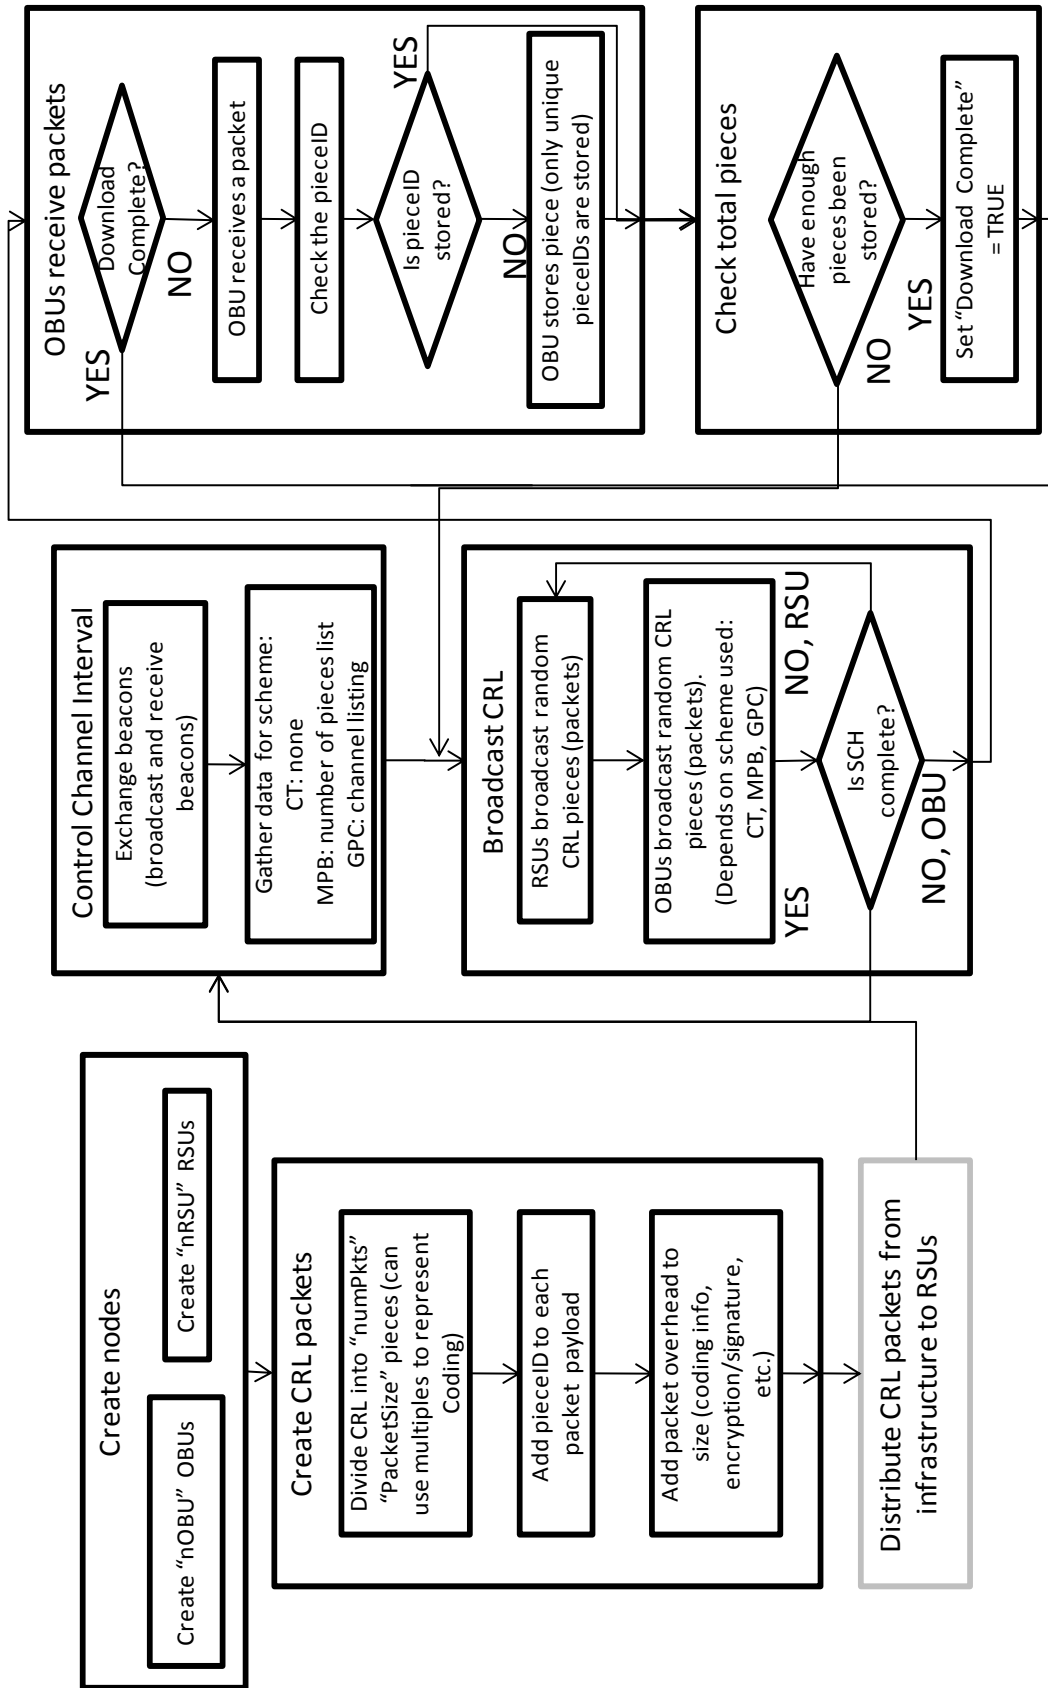 Create nodes
Create “nOBU” OBUs
Create “nRSU” RSUs
Create CRL packets
Divide CRL into “numPkts”
“PacketSize” pieces (can
use multiples to represent
Coding)
Add pieceID to each
packet payload
Add packet overhead to
size (coding info,
encryption/signature,
etc.)
Distribute CRL packets from
infrastructure to RSUs
Control Channel Interval
Exchange beacons
(broadcast and receive
beacons)
Gather data for scheme:
CT: none
MPB: number of pieces list
GPC: channel listing
Broadcast CRL
RSUs broadcast random
CRL pieces (packets)
OBUs broadcast random CRL
pieces (packets).
(Depends on scheme used:
CT, MPB, GPC)
YES
NO, RSU
Is SCH
complete?
NO, OBU
OBUs receive packets
YES
Download
Complete?
NO
OBU receives a packet
Check the pieceID
YES
Is pieceID
stored?
NO
OBU stores piece (only unique
pieceIDs are stored)
Check total pieces
Have enough
pieces been
stored?
NO
YES
Set “Download Complete”
= TRUE